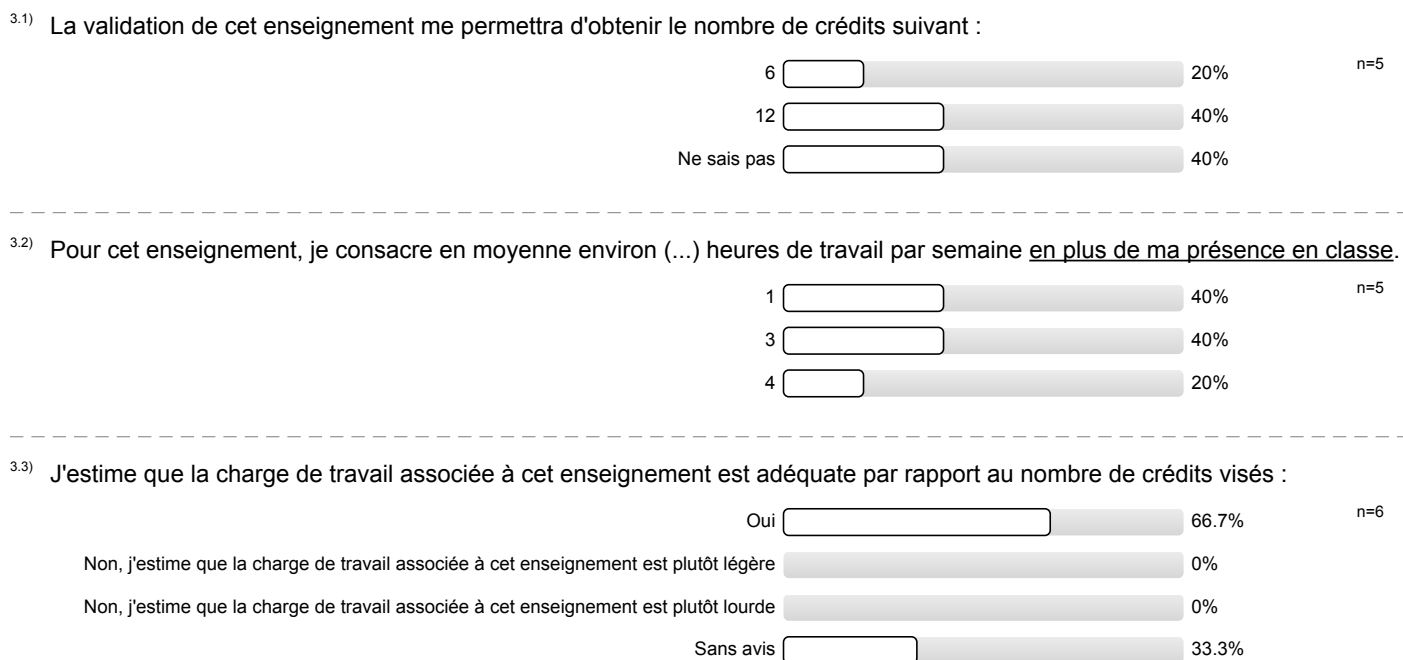 3.1) La validation de cet enseignement me permettra d'obtenir le nombre de crédits suivant :
6 20% n=5
12 40%
Ne sais pas 40%
3.2) Pour cet enseignement, je consacre en moyenne environ (...) heures de travail par semaine en plus de ma présence en classe.
1 40% n=5
3 40%
4 20%
3.3) J'estime que la charge de travail associée à cet enseignement est adéquate par rapport au nombre de crédits visés :
Oui 66.7% n=6
Non, j'estime que la charge de travail associée à cet enseignement est plutôt légère 0%
Non, j'estime que la charge de travail associée à cet enseignement est plutôt lourde 0%
Sans avis 33.3%